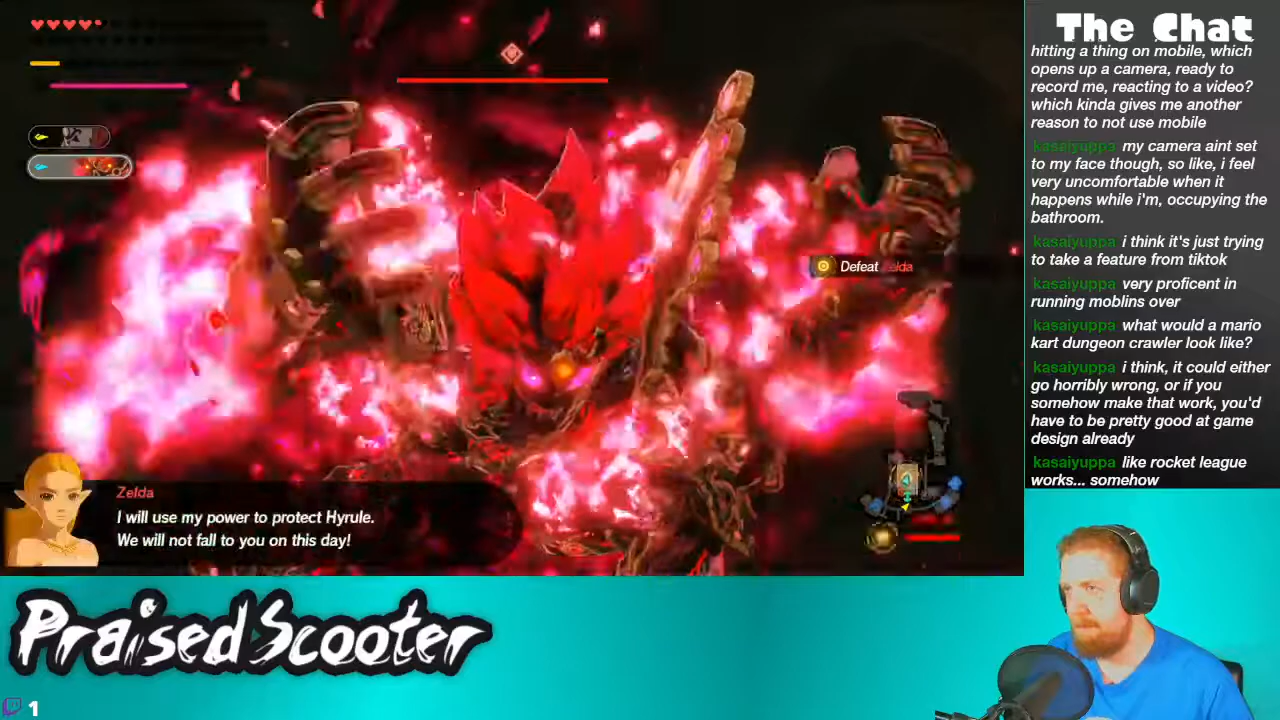 The Chat
hitting a thing on mobile, which
opens up a camera, ready to
record me, reacting to a video?
which kinda gives me another
reason to not use mobile
kasaiyuppa my camera aint set
to my face though, so like, i feel
very uncomfortable when it
happens while i'm, occupying the
bathroom.
kasaiyuppa i think it's just trying
to take a feature from tiktok
kasaiyuppa very proficent in
running moblins over
kasaiyuppa what would a mario
kart dungeon crawler look like?
kasaiyuppa i think, it could either
go horribly wrong, or if you
somehow make that work, you'd
have to be pretty good at game
design already
kasaiyuppa like rocket league
works... somehow
Defeat Zelda
Zelda
I will use my power to protect Hyrule.
We will not fall to you on this day!
PraisedScooter
1